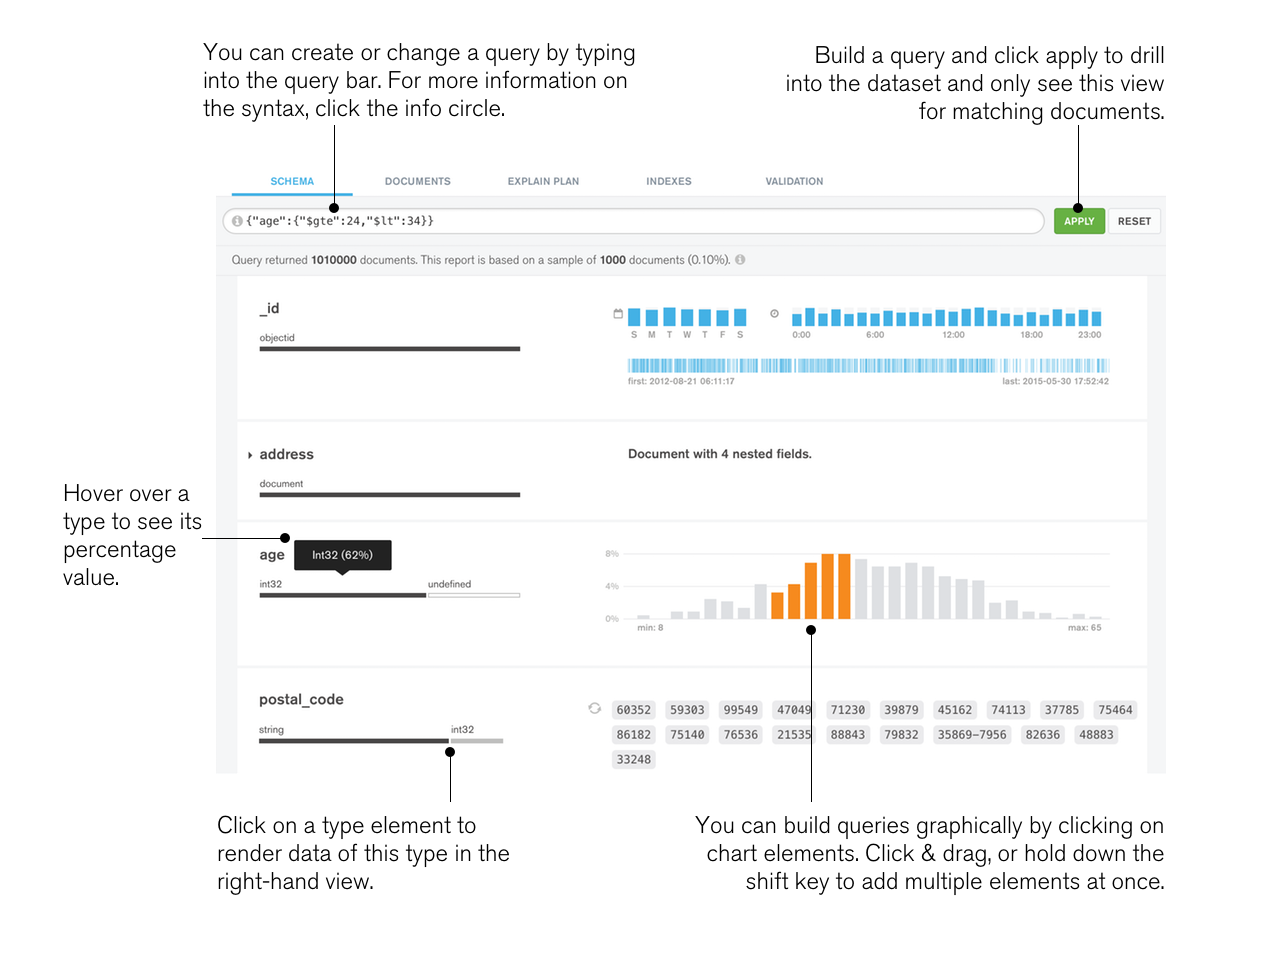 You can create or change a query by typing
into the query bar. For more information on
the syntax, click the info circle.
Build a query and click apply to drill
into the dataset and only see this view
for matching documents.
SCHEMA DOCUMENTS EXPLAIN PLAN INDEXES VALIDATION
{"age":{"$gte":24,"$lt":34}}
APPLY RESET
Query returned 1010000 documents. This report is based on a sample of 1000 documents (0.10%).
_id
objectid
S M T W T F S
0:00 6:00 12:00 18:00 23:00
first: 2012-08-21 06:11:17 last: 2015-05-30 17:52:42
address
document
Document with 4 nested fields.
Hover over a
type to see its
percentage
value.
age
Int32 (62%)
int32 undefined
8%
4%
0%
min: 8 max: 65
postal_code
string int32
60352 59303 99549 47049 71230 39879 45162 74113 37785 75464
86182 75140 76536 21535 88843 79832 35869-7956 82636 48883
33248
Click on a type element to
render data of this type in the
right-hand view.
You can build queries graphically by clicking on
chart elements. Click & drag, or hold down the
shift key to add multiple elements at once.